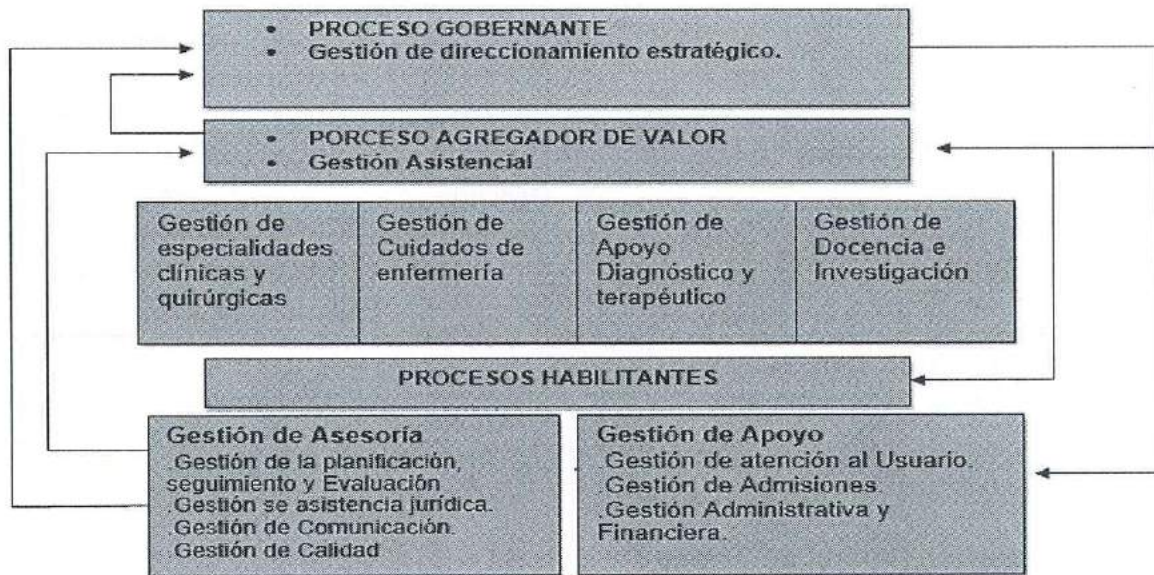 • PROCESO GOBERNANTE
• Gestión de direccionamiento estratégico.
• PORCESO AGREGADOR DE VALOR
• Gestión Asistencial
Gestión de
especialidades
clínicas y
quirúrgicas
Gestión de
Cuidados de
enfermería
Gestión de
Apoyo
Diagnóstico y
terapéutico
Gestión de
Docencia e
Investigación
PROCESOS HABILITANTES
Gestión de Asesoría
.Gestión de la planificación,
seguimiento y Evaluación
.Gestión se asistencia jurídica.
.Gestión de Comunicación.
.Gestión de Calidad
Gestión de Apoyo
.Gestión de atención al Usuario.
.Gestión de Admisiones.
.Gestión Administrativa y
Financiera.